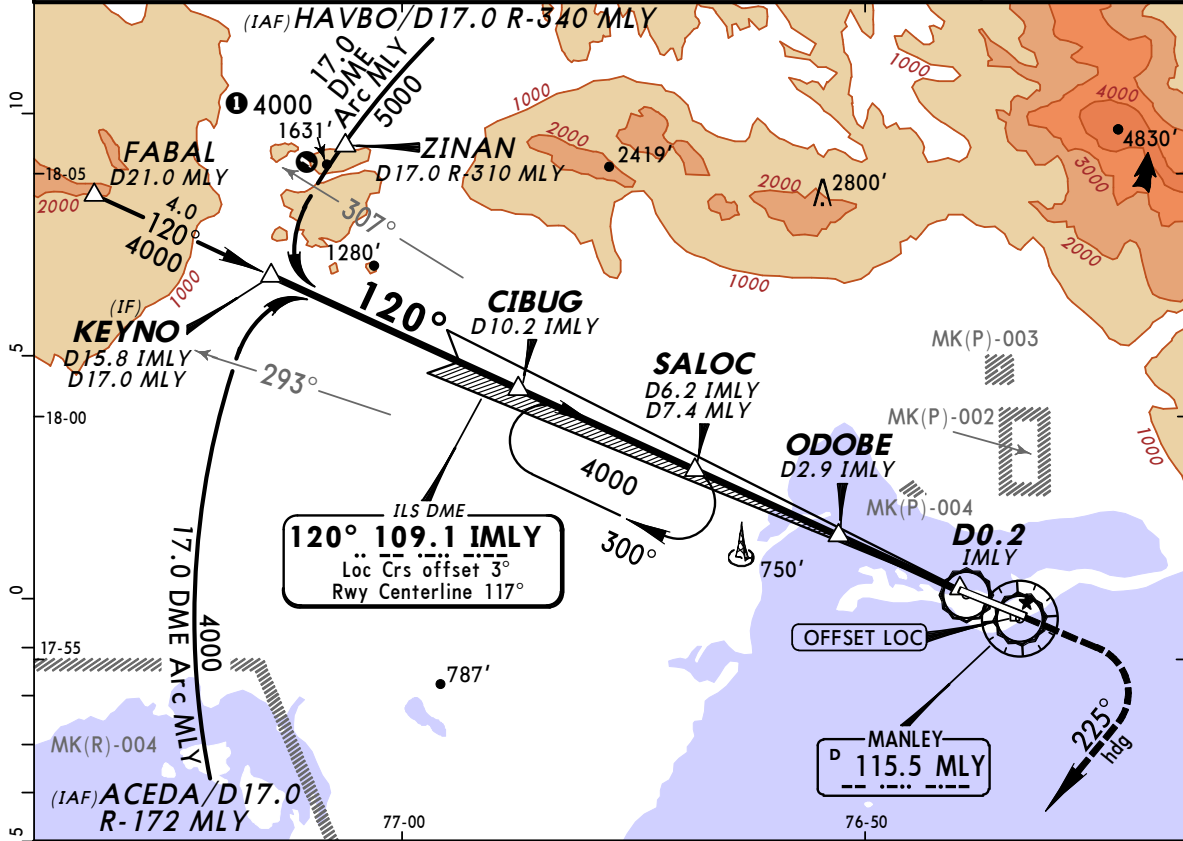 (IAF) HAVBO/D17.0 R-340 MLY
17.0
DME
Arc MLY
5000
1000
1000
1000
10
❶ 4000
1631'
❶
FABAL
D21.0 MLY
ZINAN
D17.0 R-310 MLY
2000
2419'
2000
2800'
4000
4830'
3000
18-05
2000
4.0
120°
4000
307°
1280'
2000
1000
1000
120°
CIBUG
D10.2 IMLY
(IF)
KEYNO
D15.8 IMLY
D17.0 MLY
MK(P)-003
5
293°
SALOC
D6.2 IMLY
D7.4 MLY
18-00
MK(P)-002
1000
ODOBE
D2.9 IMLY
4000
MK(P)-004
ILS DME
120° 109.1 IMLY
.. -- .-.. -.--
Loc Crs offset 3°
Rwy Centerline 117°
300°
D0.2
IMLY
750'
17.0 DME Arc MLY
4000
0
OFFSET LOC
17-55
787'
225°
hdg
MK(R)-004
MANLEY
D 115.5 MLY
-- .-.. -.--
(IAF) ACEDA/D17.0
R-172 MLY
77-00
76-50
5